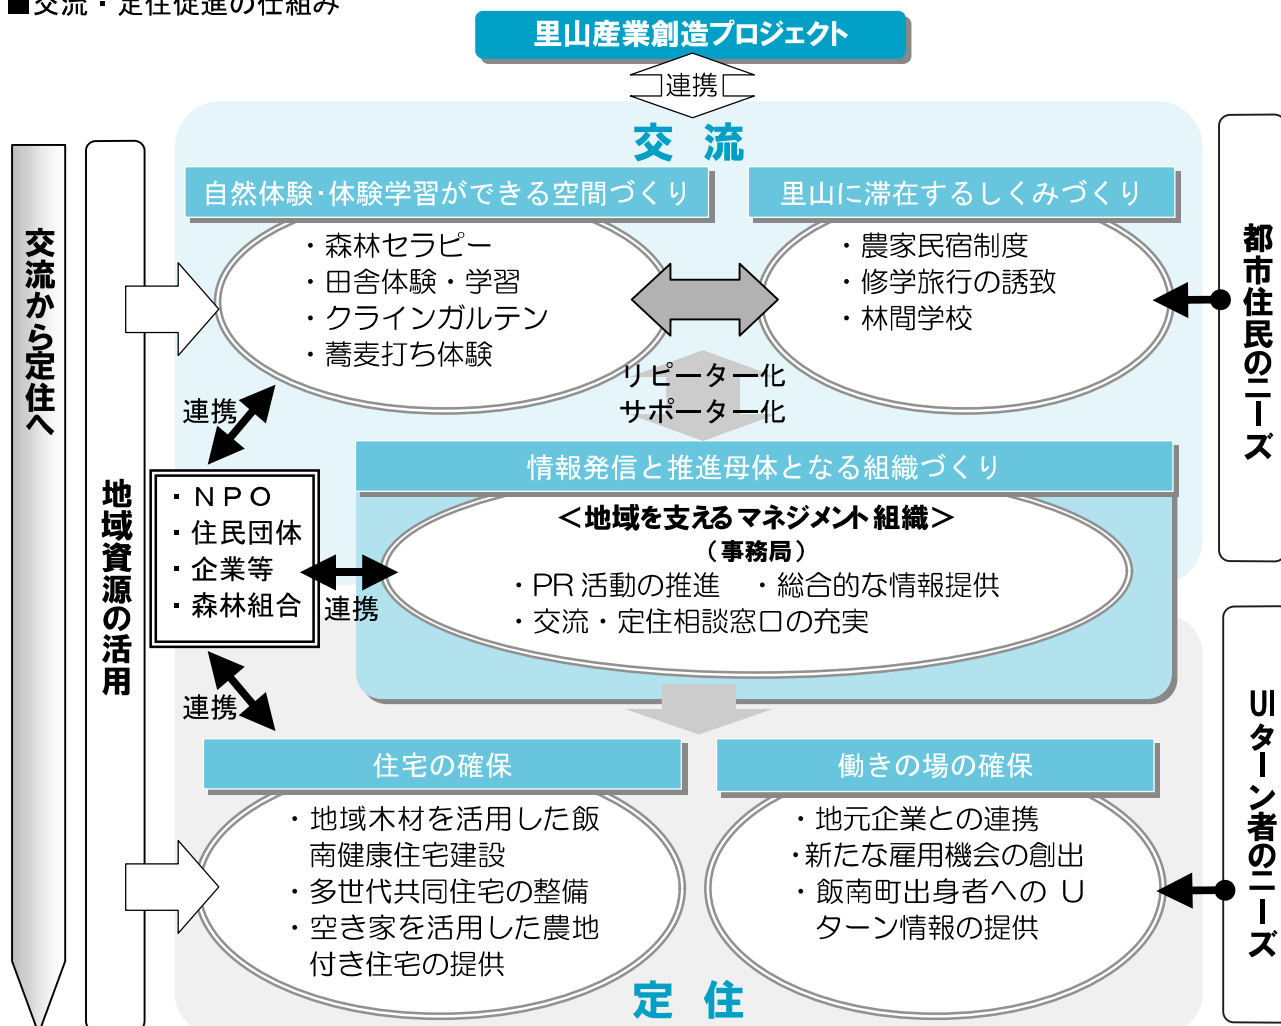 ■交流・定住促進の仕組み
里山産業創造プロジェクト
連携
交 流
自然体験・体験学習ができる空間づくり
・森林セラピー
・田舎体験・学習
・クラインガルテン
・蕎麦打ち体験
里山に滞在するしくみづくり
・農家民宿制度
・修学旅行の誘致
・林間学校
リピーター化
サポーター化
交流から定住へ
地域資源の活用
都市住民のニーズ
UIターン者のニーズ
連携
・ＮＰＯ
・住民団体
・企業等
・森林組合
連携
連携
情報発信と推進母体となる組織づくり
＜地域を支えるマネジメント組織＞
（事務局）
・PR 活動の推進　・総合的な情報提供
・交流・定住相談窓口の充実
住宅の確保
・地域木材を活用した飯
南健康住宅建設
・多世代共同住宅の整備
・空き家を活用した農地
付き住宅の提供
働きの場の確保
・地元企業との連携
・新たな雇用機会の創出
・飯南町出身者への U
ターン情報の提供
定 住